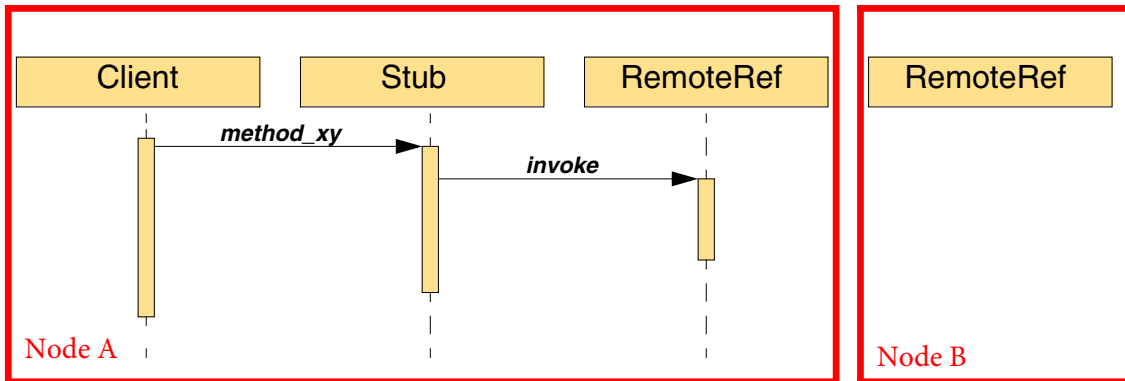 Client
Stub
RemoteRef
RemoteRef
method_xy
invoke
Node A
Node B